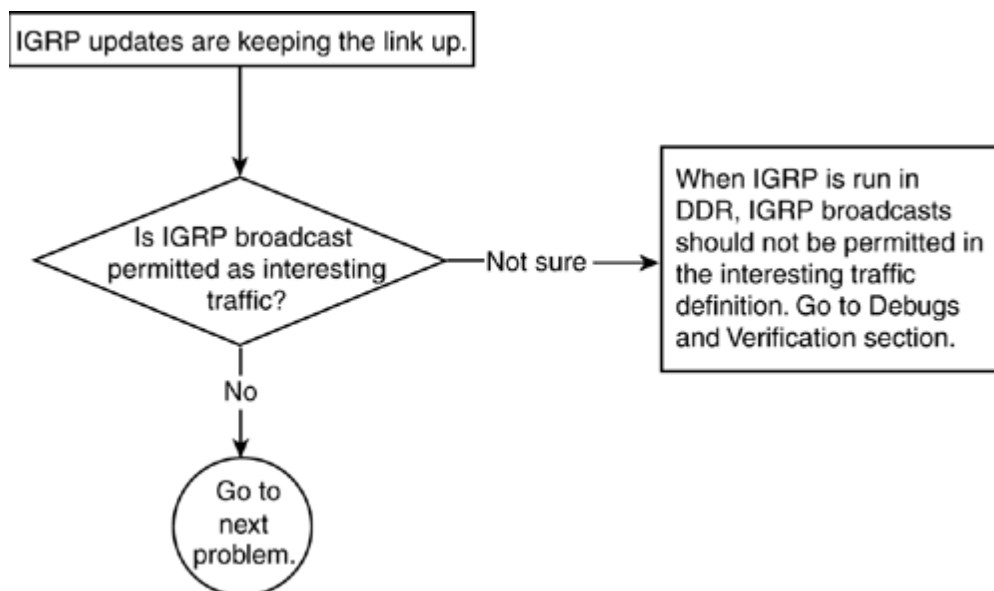 IGRP updates are keeping the link up.
Is IGRP broadcast
permitted as interesting
traffic?
Not sure
When IGRP is run in
DDR, IGRP broadcasts
should not be permitted in
the interesting traffic
definition. Go to Debugs
and Verification section.
No
Go to
next
problem.